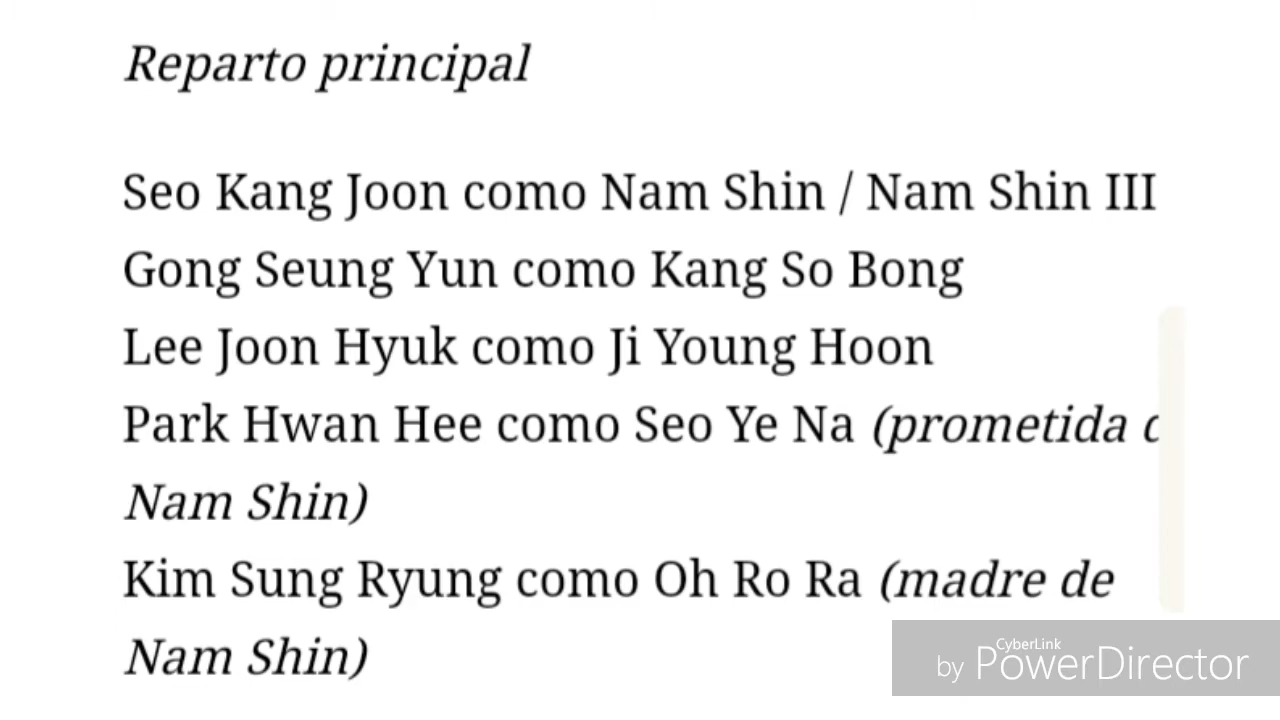 Reparto principal
Seo Kang Joon como Nam Shin / Nam Shin III
Gong Seung Yun como Kang So Bong
Lee Joon Hyuk como Ji Young Hoon
Park Hwan Hee como Seo Ye Na (prometida
Nam Shin)
Kim Sung Ryung como Oh Ro Ra (madre de
Nam Shin)
CyberLink
by PowerDirector